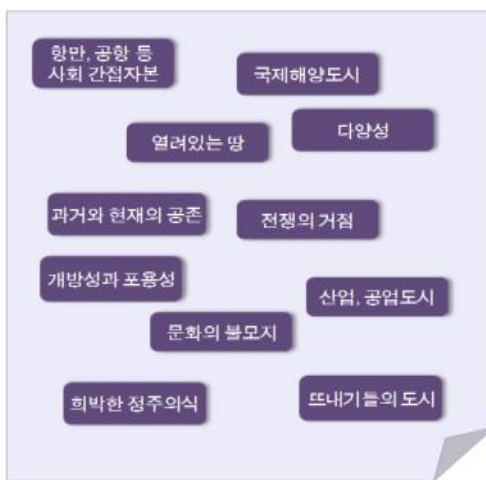 항만, 공항 등
사회 간접자본
국제해양도시
다양성
열려있는 땅
과거와 현재의 공존
전쟁의 거점
개방성과 포용성
산업, 공업도시
문화의 불모지
희박한 정주의식
뜨내기들의 도시